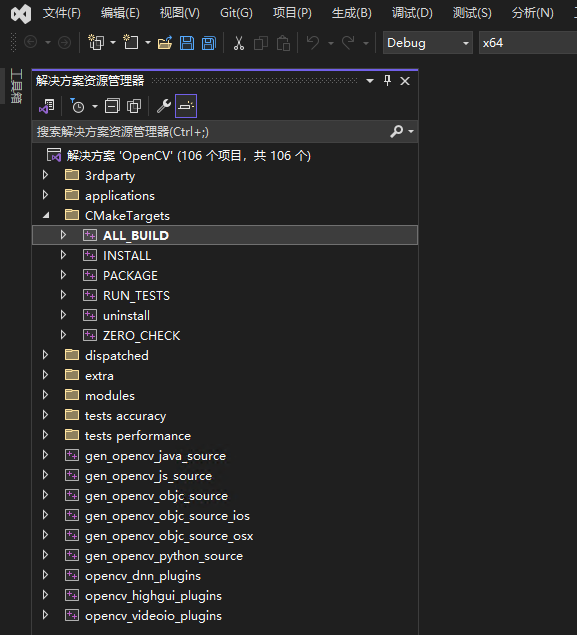 文件(F) 编辑(E) 视图(V) Git(G) 项目(P) 生成(B) 调试(D) 测试(S) 分析(N)
Debug x64
工具箱
解决方案资源管理器
搜索解决方案资源管理器(Ctrl+;)
解决方案 'OpenCV' (106 个项目，共 106 个)
3rdparty
applications
CMakeTargets
ALL_BUILD
INSTALL
PACKAGE
RUN_TESTS
uninstall
ZERO_CHECK
dispatched
extra
modules
tests accuracy
tests performance
gen_opencv_java_source
gen_opencv_js_source
gen_opencv_objc_source
gen_opencv_objc_source_ios
gen_opencv_objc_source_osx
gen_opencv_python_source
opencv_dnn_plugins
opencv_highgui_plugins
opencv_videoio_plugins